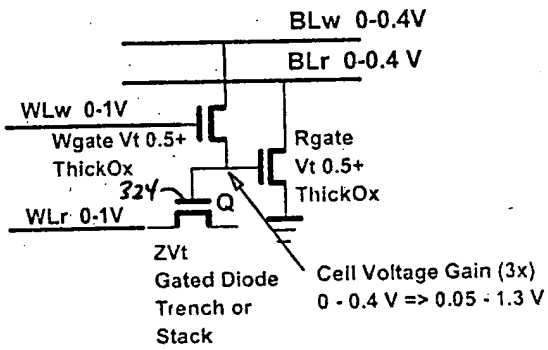 BLw 0-0.4V
BLr 0-0.4 V
WLw 0-1V
Wgate Vt 0.5+
ThickOx
Rgate
Vt 0.5+
ThickOx
324
Q
WLr 0-1V
ZVt
Gated Diode
Trench or
Stack
Cell Voltage Gain (3x)
0 - 0.4 V => 0.05 - 1.3 V